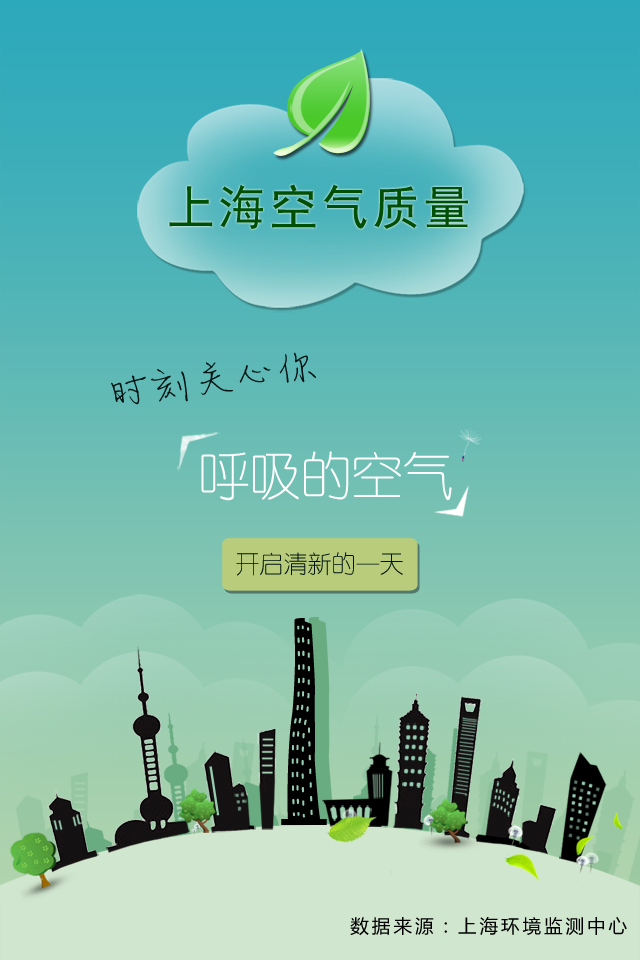 上海空气质量
时刻关心你
呼吸的空气
开启清新的一天
数据来源：上海环境监测中心